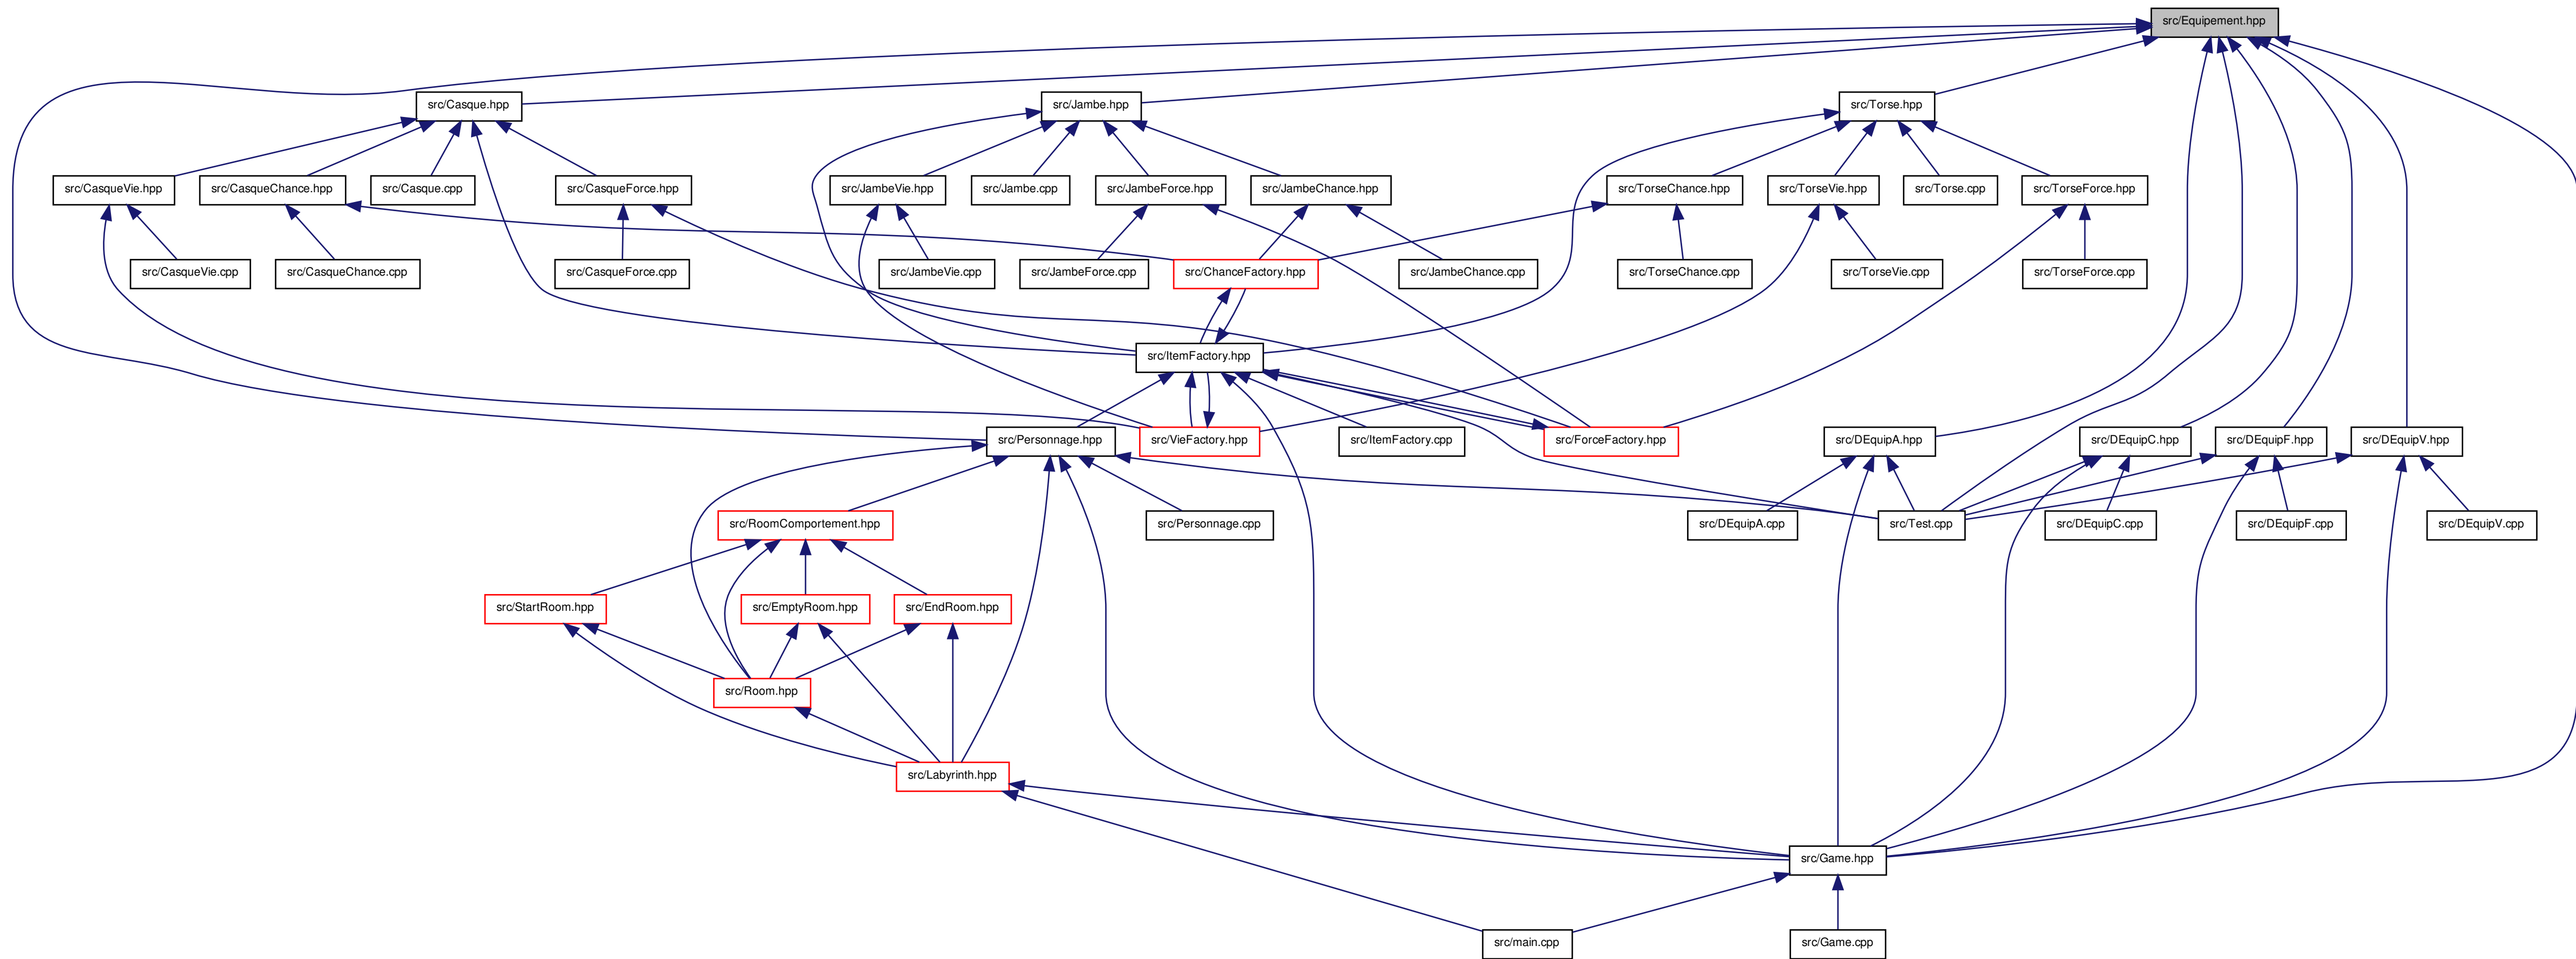 src/Equipement.hpp
src/Casque.hpp
src/Jambe.hpp
src/Torse.hpp
src/CasqueVie.hpp
src/CasqueChance.hpp
src/Casque.cpp
src/CasqueForce.hpp
src/JambeVie.hpp
src/Jambe.cpp
src/JambeForce.hpp
src/JambeChance.hpp
src/TorseChance.hpp
src/TorseVie.hpp
src/Torse.cpp
src/TorseForce.hpp
src/CasqueVie.cpp
src/CasqueChance.cpp
src/CasqueForce.cpp
src/JambeVie.cpp
src/JambeForce.cpp
src/ChanceFactory.hpp
src/JambeChance.cpp
src/TorseChance.cpp
src/TorseVie.cpp
src/TorseForce.cpp
src/ItemFactory.hpp
src/Personnage.hpp
src/VieFactory.hpp
src/ItemFactory.cpp
src/ForceFactory.hpp
src/DEquipA.hpp
src/DEquipC.hpp
src/DEquipF.hpp
src/DEquipV.hpp
src/RoomComportement.hpp
src/Personnage.cpp
src/DEquipA.cpp
src/Test.cpp
src/DEquipC.cpp
src/DEquipF.cpp
src/DEquipV.cpp
src/StartRoom.hpp
src/EmptyRoom.hpp
src/EndRoom.hpp
src/Room.hpp
src/Labyrinth.hpp
src/Game.hpp
src/main.cpp
src/Game.cpp